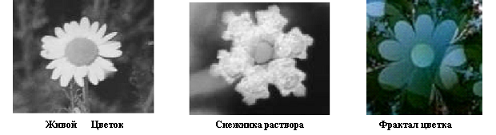 Живой Цветок
Снежинка раствора
Фрактал цветка